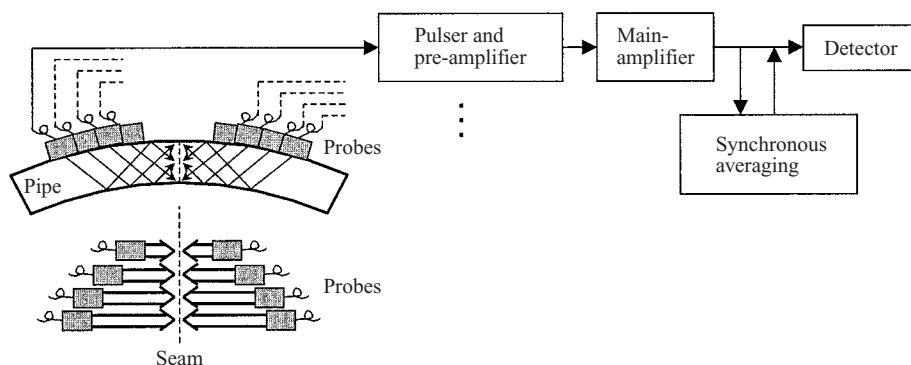 Pulser and
pre-amplifier
Main-
amplifier
Detector
Synchronous
averaging
Probes
Pipe
Probes
Seam